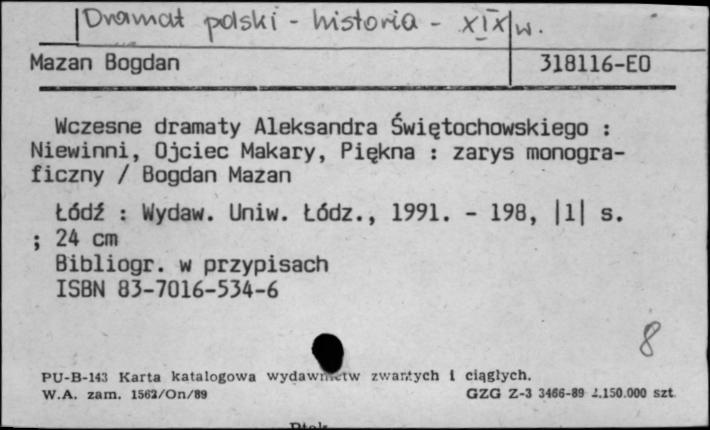 Dramat polski - historia - XIX w.
Mazan Bogdan 318116-EO
Wczesne dramaty Aleksandra Świętochowskiego :
Niewinni, Ojciec Makary, Piękna : zarys monogra-
ficzny / Bogdan Mazan
Łódź : Wydaw. Uniw. Łódz., 1991. - 198, |1| s.
; 24 cm
Bibliogr. w przypisach
ISBN 83-7016-534-6
8
PU-B-143 Karta katalogowa wydawnictw zwartych i ciągłych.
W.A. zam. 1562/On/89 GZG Z-3 3466-89 2.150.000 szt.